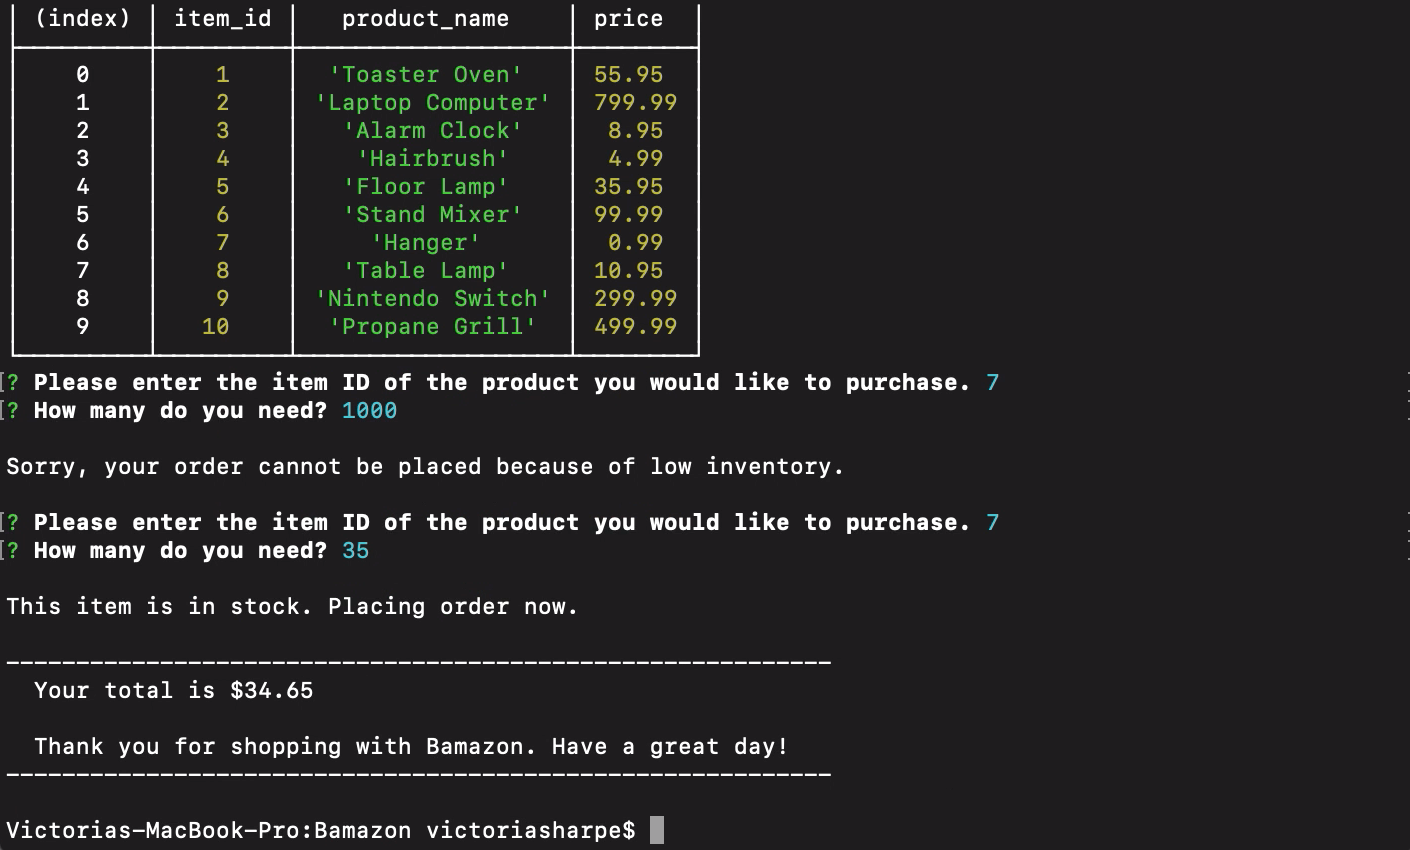 (index) item_id product_name price
0 1 'Toaster Oven' 55.95
1 2 'Laptop Computer' 799.99
2 3 'Alarm Clock' 8.95
3 4 'Hairbrush' 4.99
4 5 'Floor Lamp' 35.95
5 6 'Stand Mixer' 99.99
6 7 'Hanger' 0.99
7 8 'Table Lamp' 10.95
8 9 'Nintendo Switch' 299.99
9 10 'Propane Grill' 499.99
? Please enter the item ID of the product you would like to purchase. 7
? How many do you need? 1000
Sorry, your order cannot be placed because of low inventory.
? Please enter the item ID of the product you would like to purchase. 7
? How many do you need? 35
This item is in stock. Placing order now.
Your total is $34.65
Thank you for shopping with Bamazon. Have a great day!
Victorias-MacBook-Pro:Bamazon victoriasharpe$